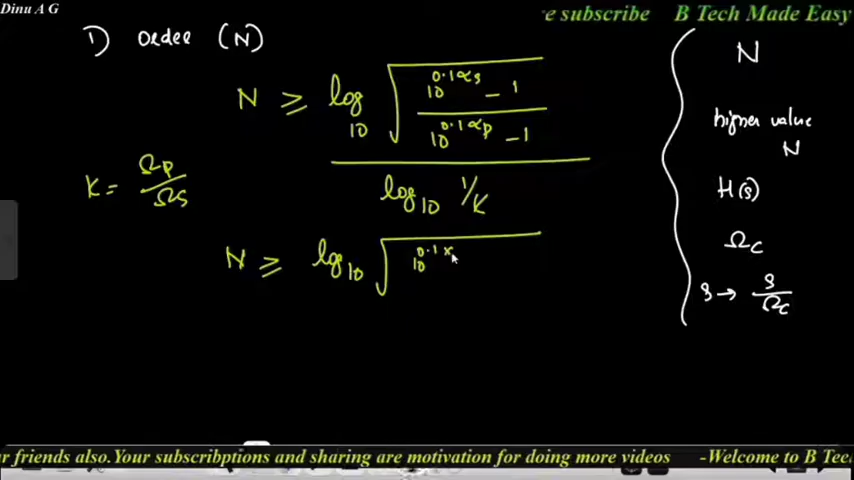 Dinu A G
e subscribe B Tech Made Easy
1) order (N)
N ≥ log₁₀ √((10^(0.1αs) − 1) / (10^(0.1αp) − 1)) / log₁₀ 1/K
K = Ωp/Ωs
N ≥ log₁₀ √(10^(0.1×
N
higher value
N
H(s)
Ωc
s → s/Ωc
r friends also.Your subscribptions and sharing are motivation for doing more videos -Welcome to B Tec